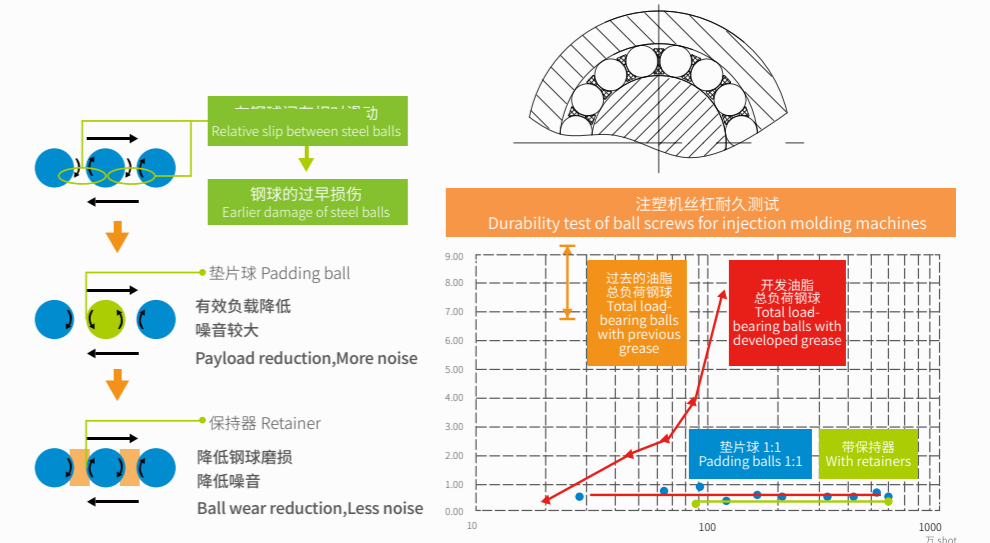 动
Relative slip between steel balls
钢球的过早损伤
Earlier damage of steel balls
垫片球 Padding ball
有效负载降低
噪音较大
Payload reduction,More noise
保持器 Retainer
降低钢球磨损
降低噪音
Ball wear reduction,Less noise
注塑机丝杠耐久测试
Durability test of ball screws for injection molding machines
9.00
8.00
7.00
6.00
5.00
4.00
3.00
2.00
1.00
0.00
10
100
1000
万 shot
过去的油脂
总负荷钢球
Total load-
bearing balls
with previous
grease
开发油脂
总负荷钢球
Total load-
bearing balls with
developed grease
垫片球 1:1
Padding balls 1:1
带保持器
With retainers